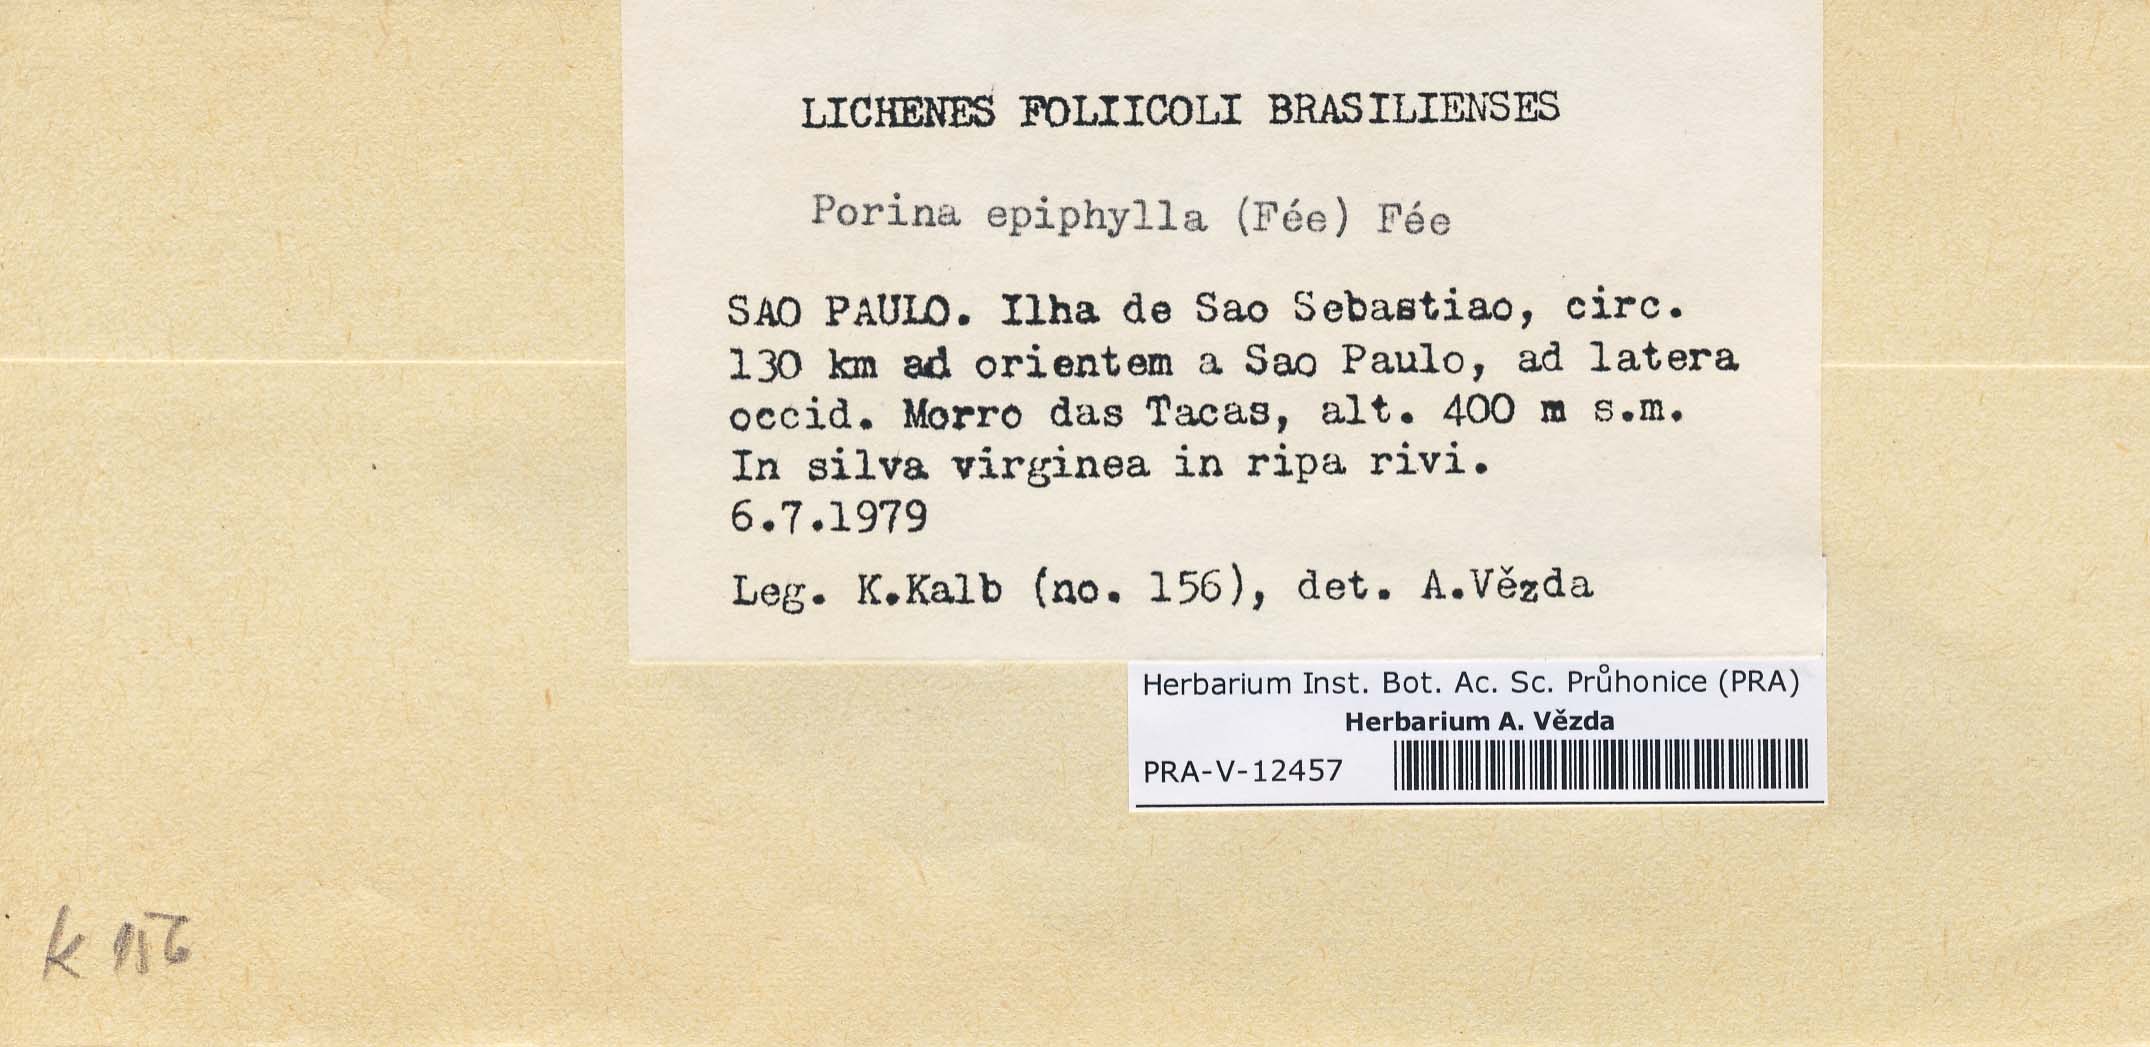 LICHENES FOLIICOLI BRASILIENSES
Porina epiphylla (Fée) Fée
SAO PAULO. Ilha de Sao Sebastiao, circ.
130 km ad orientem a Sao Paulo, ad latera
occid. Morro das Tacas, alt. 400 m s.m.
In silva virginea in ripa rivi.
6.7.1979
Leg. K.Kalb (no. 156), det. A.Vězda
Herbarium Inst. Bot. Ac. Sc. Průhonice (PRA)
Herbarium A. Vězda
PRA-V-12457
K 156